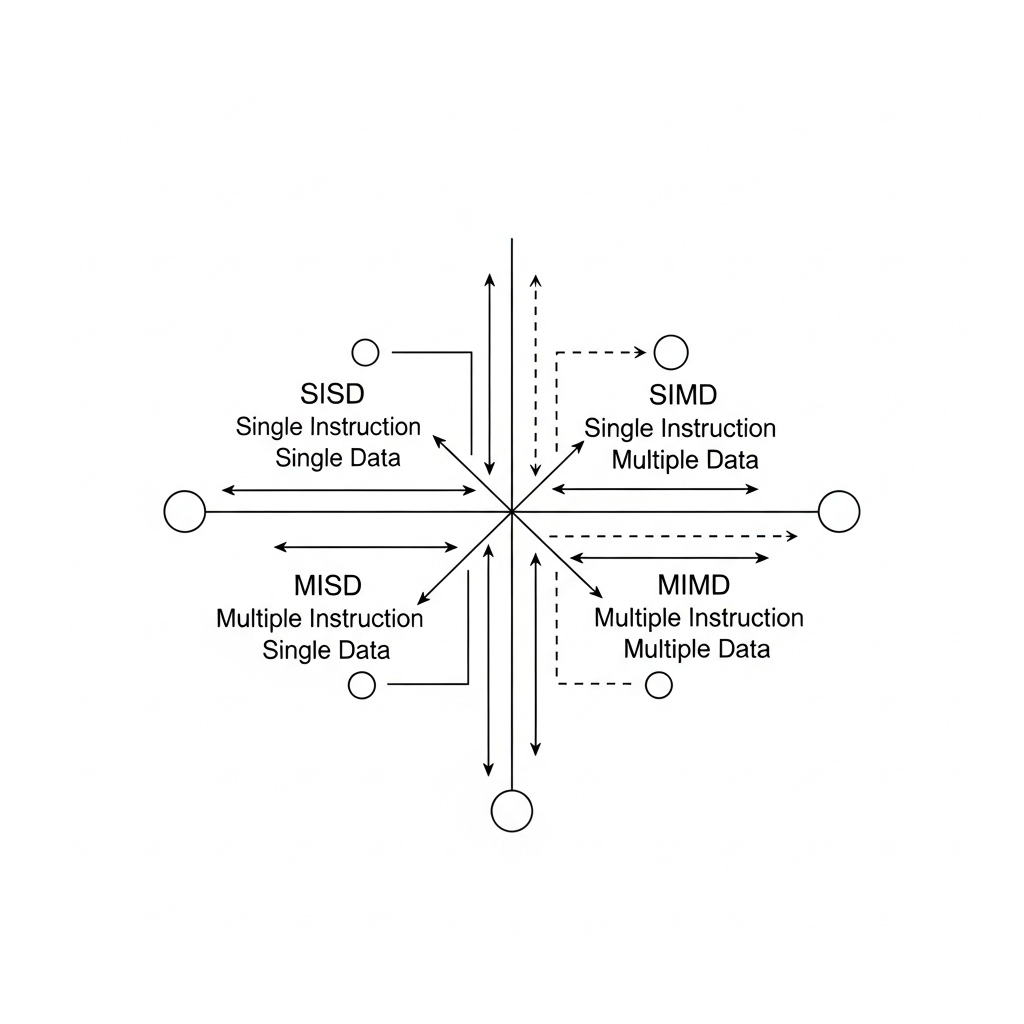 SISD
Single Instruction
Single Data
SIMD
Single Instruction
Multiple Data
MISD
Multiple Instruction
Single Data
MIMD
Multiple Instruction
Multiple Data